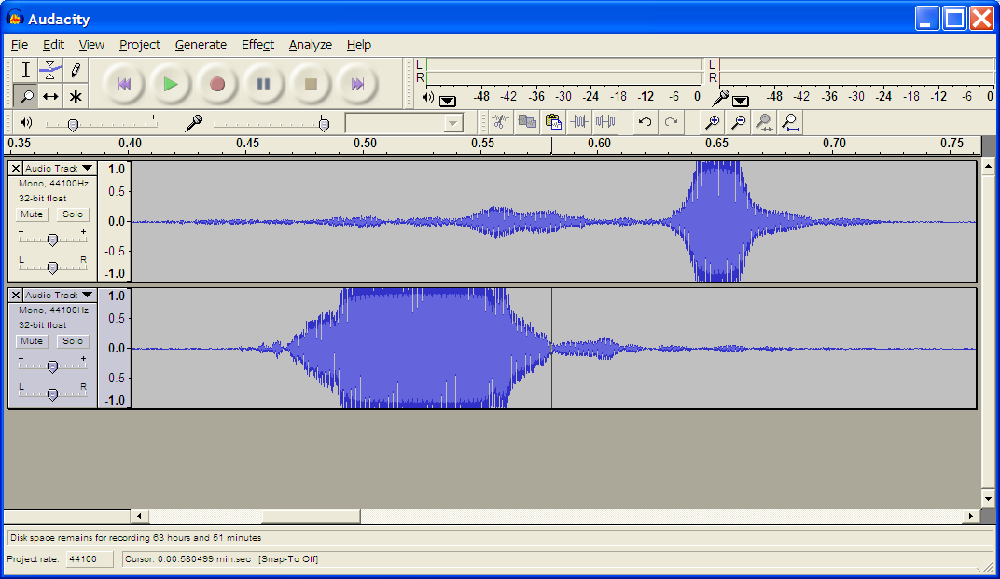 Audacity
File Edit View Project Generate Effect Analyze Help
L
R
-48 -42 -36 -30 -24 -18 -12 -6 0
L
R
-48 -42 -36 -30 -24 -18 -12 -6 0
- +
- +
0.35 0.40 0.45 0.50 0.55 0.60 0.65 0.70 0.75
X Audio Track
Mono, 44100Hz
32-bit float
Mute Solo
- +
L R
1.0
0.5
0.0
-0.5
-1.0
X Audio Track
Mono, 44100Hz
32-bit float
Mute Solo
- +
L R
1.0
0.5
0.0
-0.5
-1.0
Disk space remains for recording 63 hours and 51 minutes
Project rate: 44100 Cursor: 0:00.580499 min:sec [Snap-To Off]